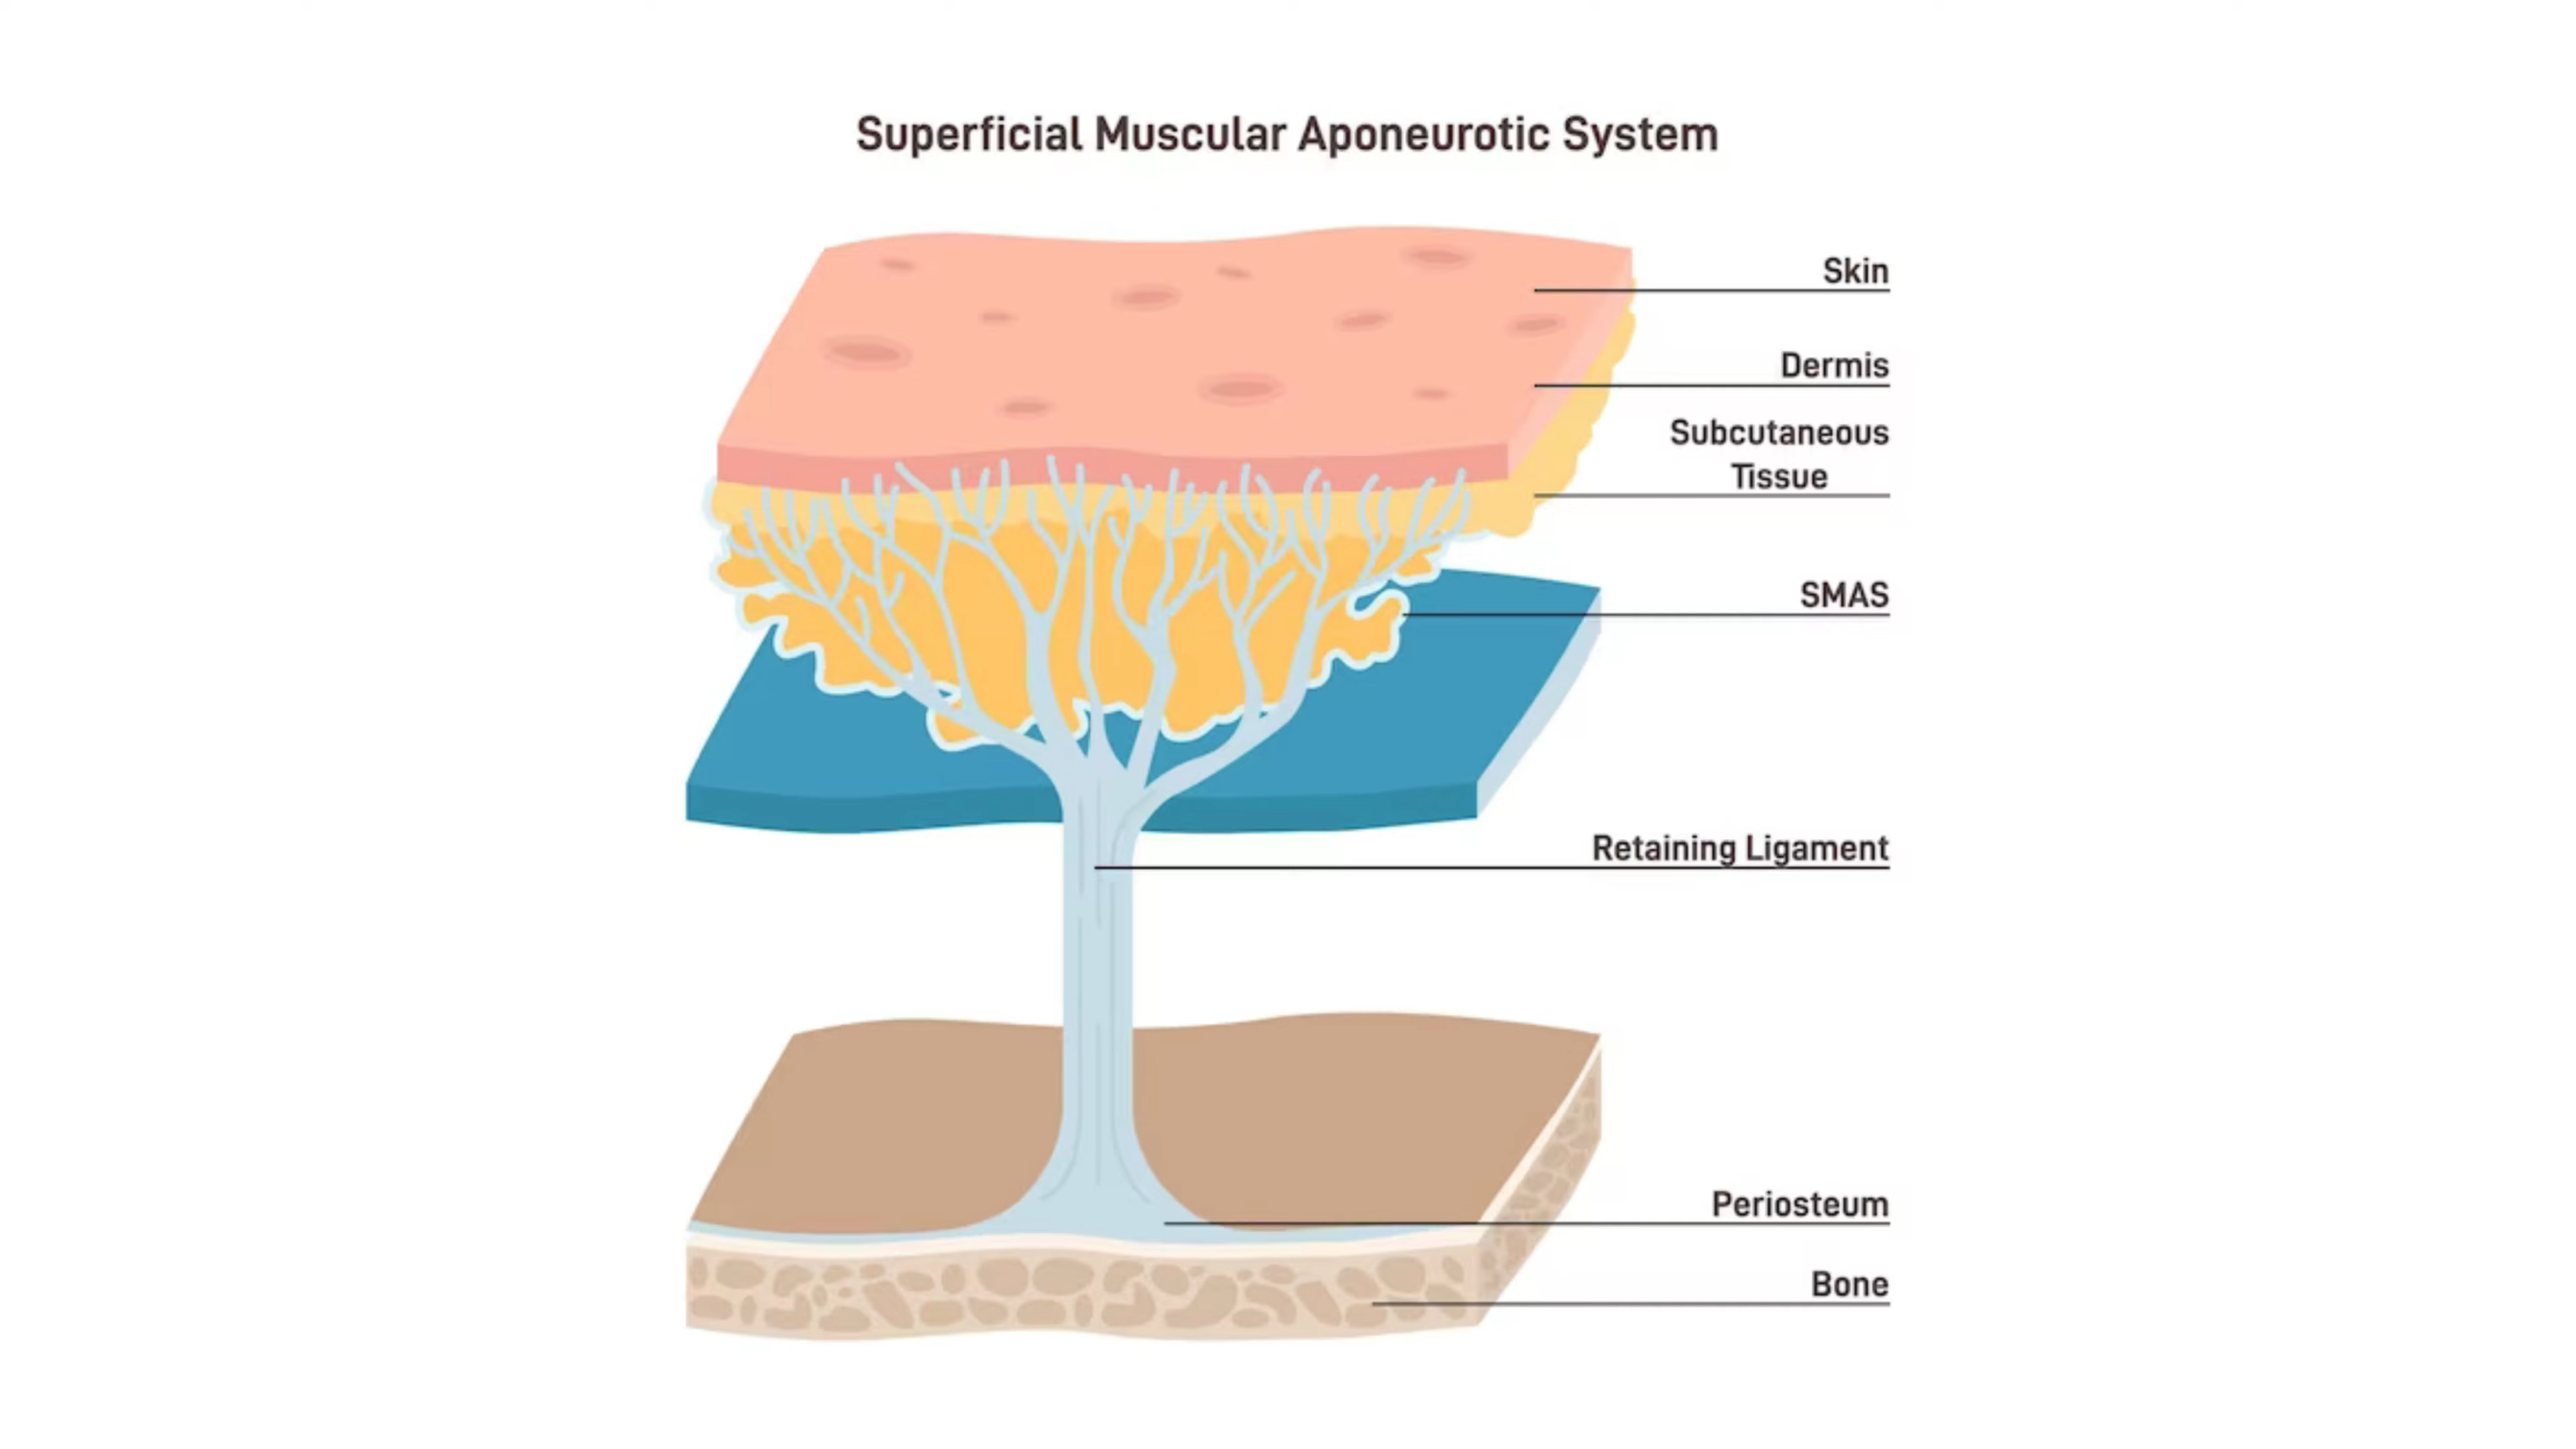 Superficial Muscular Aponeurotic System
Skin
Dermis
Subcutaneous
Tissue
SMAS
Retaining Ligament
Periosteum
Bone